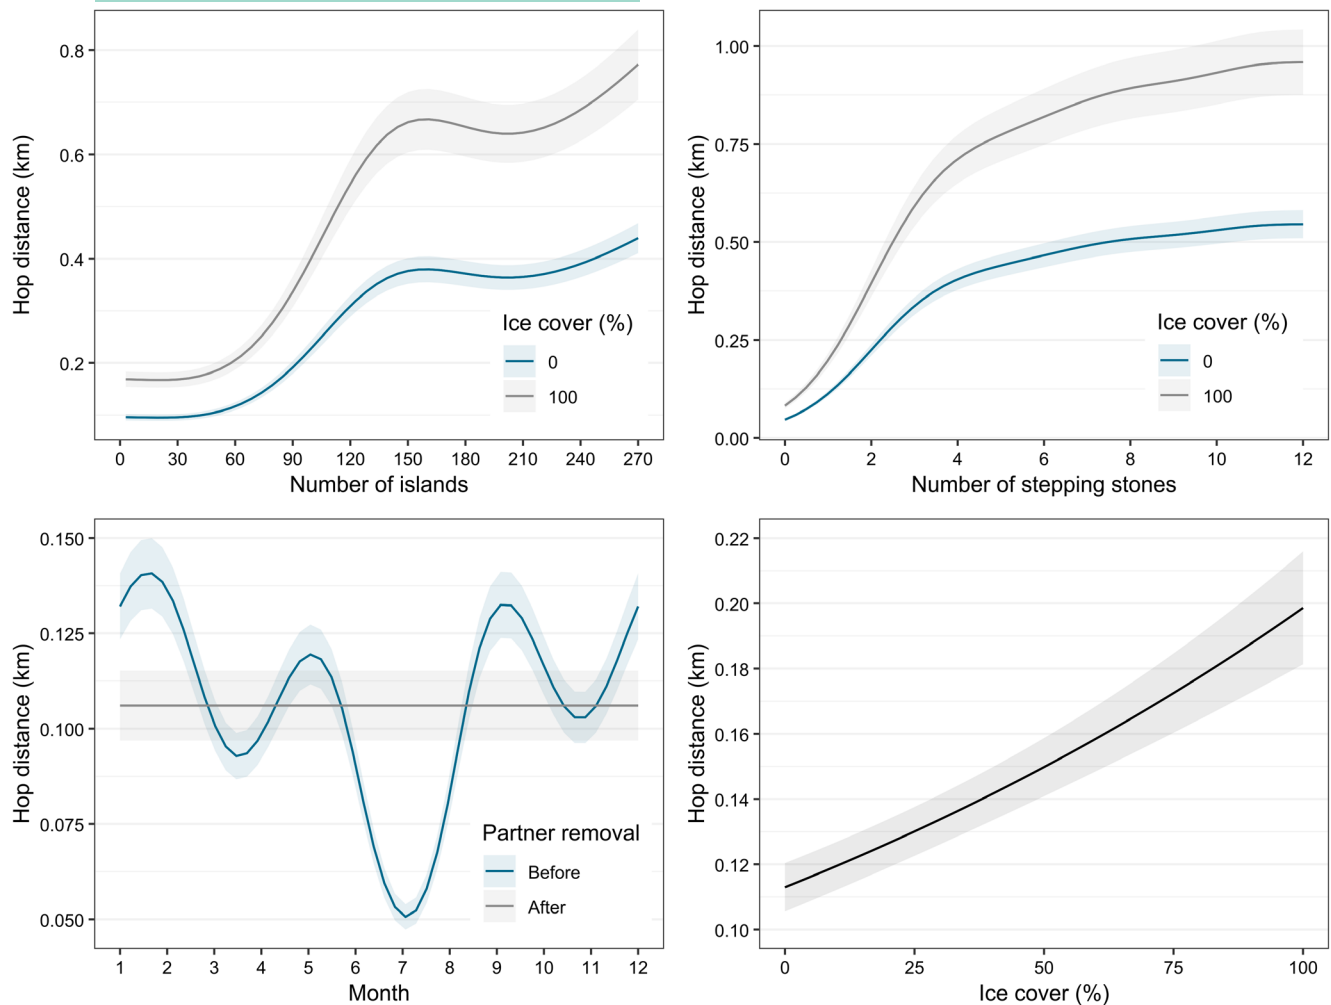 0.8
0.6
0.4
0.2
Hop distance (km)
Ice cover (%)
0
100
0 30 60 90 120 150 180 210 240 270
Number of islands
1.00
0.75
0.50
0.25
0.00
Hop distance (km)
Ice cover (%)
0
100
0 2 4 6 8 10 12
Number of stepping stones
0.150
0.125
0.100
0.075
0.050
Hop distance (km)
Partner removal
Before
After
1 2 3 4 5 6 7 8 9 10 11 12
Month
0.22
0.20
0.18
0.16
0.14
0.12
0.10
Hop distance (km)
0 25 50 75 100
Ice cover (%)